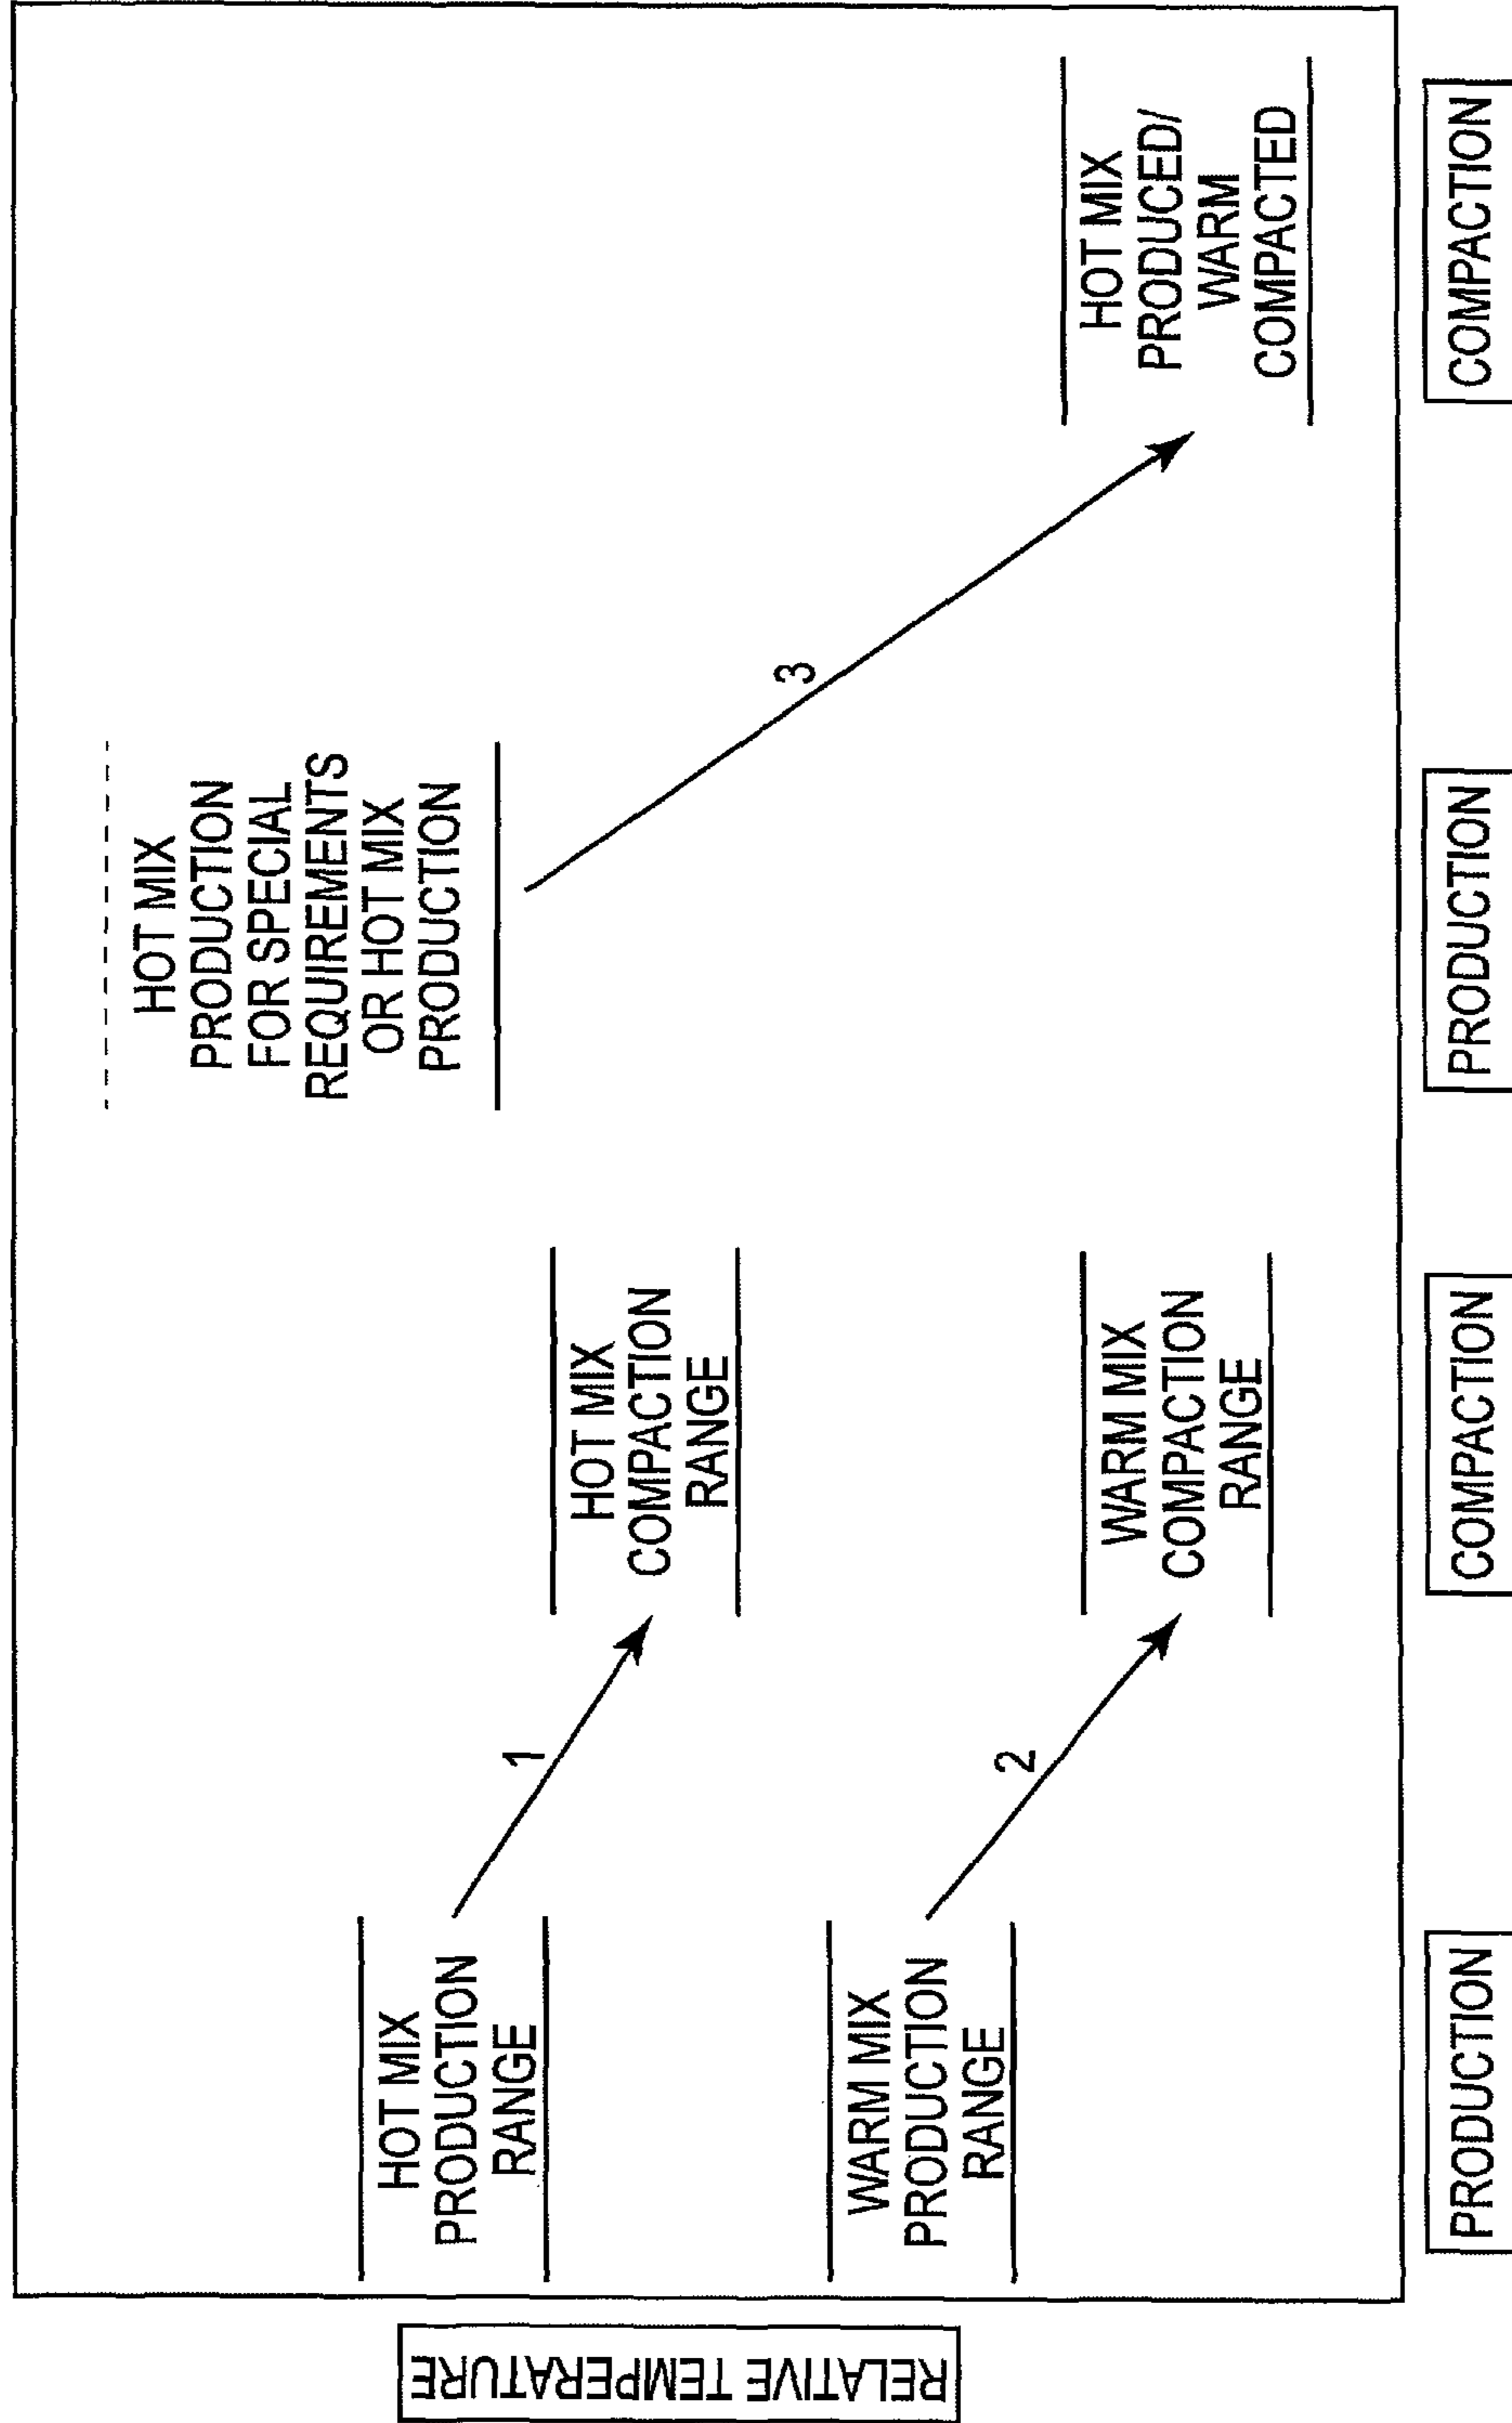 RELATIVE TEMPERATURE
HOT MIX
PRODUCTION
RANGE
1
HOT MIX
COMPACTION
RANGE
WARM MIX
PRODUCTION
RANGE
2
WARM MIX
COMPACTION
RANGE
HOT MIX
PRODUCTION
FOR SPECIAL
REQUIREMENTS
OR HOT MIX
PRODUCTION
3
HOT MIX
PRODUCED/
WARM
COMPACTED
PRODUCTION
COMPACTION
PRODUCTION
COMPACTION